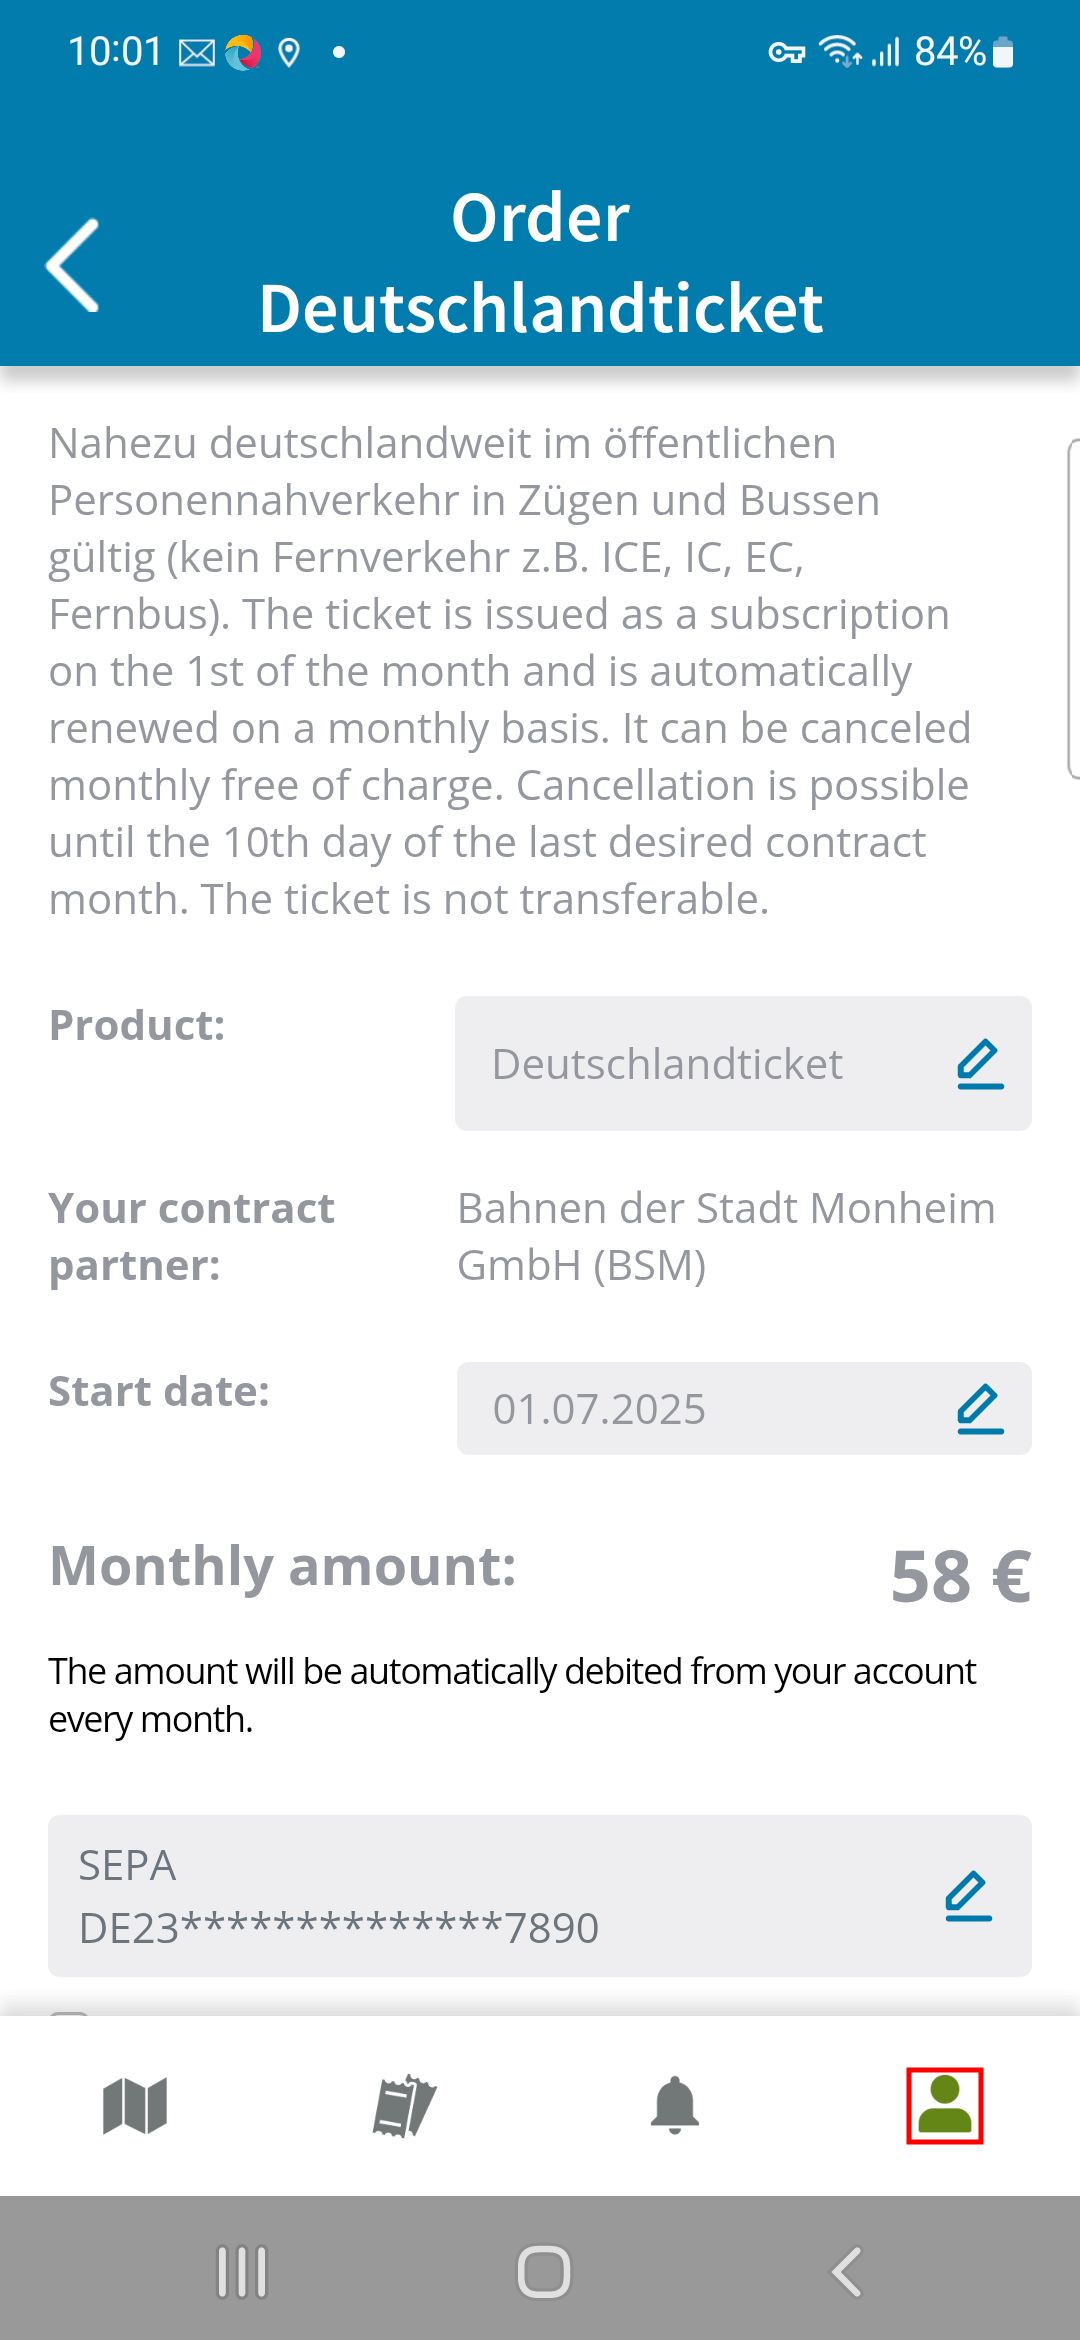 10:01
84%
Order
Deutschlandticket
Nahezu deutschlandweit im öffentlichen
Personennahverkehr in Zügen und Bussen
gültig (kein Fernverkehr z.B. ICE, IC, EC,
Fernbus). The ticket is issued as a subscription
on the 1st of the month and is automatically
renewed on a monthly basis. It can be canceled
monthly free of charge. Cancellation is possible
until the 10th day of the last desired contract
month. The ticket is not transferable.
Product:
Deutschlandticket
Your contract
partner:
Bahnen der Stadt Monheim
GmbH (BSM)
Start date:
01.07.2025
Monthly amount:
58 €
The amount will be automatically debited from your account
every month.
SEPA
DE23**************7890